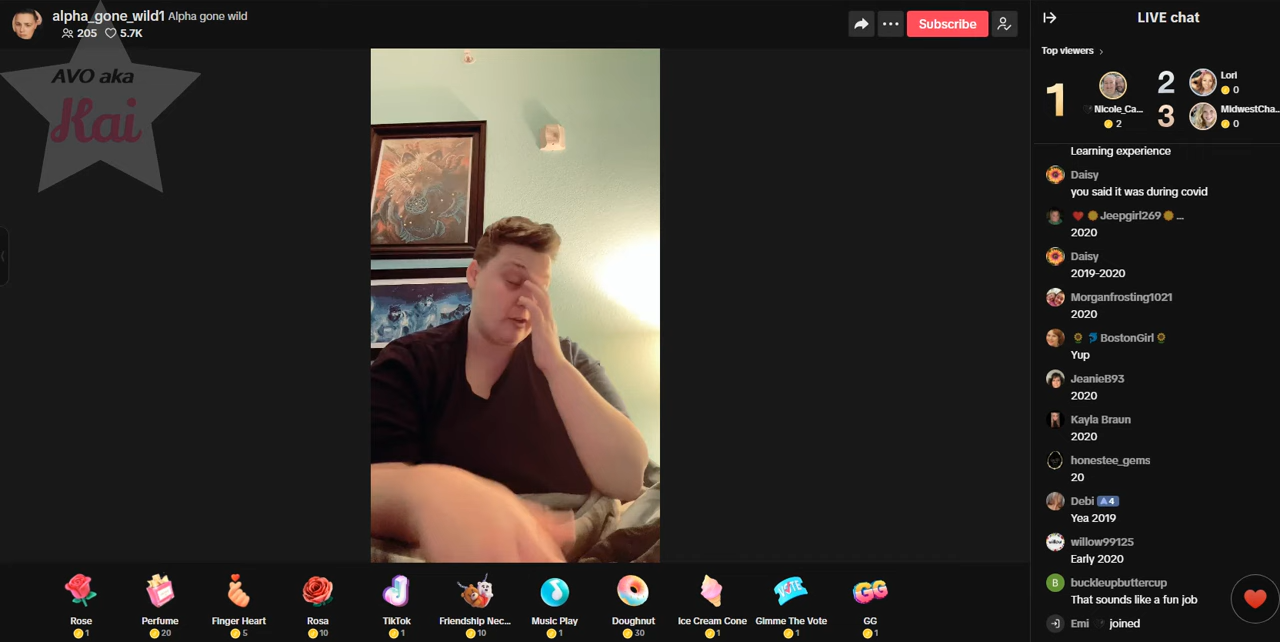 alpha_gone_wild1 Alpha gone wild
205 5.7K
Subscribe
AVO aka
Kai
LIVE chat
Top viewers
1
Nicole_Ca...
2
2
Lori
0
3
MidwestCha...
0
Learning experience
Daisy
you said it was during covid
Jeepgirl269 ...
2020
Daisy
2019-2020
Morganfrosting1021
2020
BostonGirl
Yup
JeanieB93
2020
Kayla Braun
2020
honestee_gems
20
Debi 4
Yea 2019
willow99125
Early 2020
B buckleupbuttercup
That sounds like a fun job
Emi joined
Rose
1
Perfume
20
Finger Heart
5
Rosa
10
TikTok
1
Friendship Nec...
10
Music Play
1
Doughnut
30
Ice Cream Cone
1
VOTE
Gimme The Vote
1
GG
GG
1